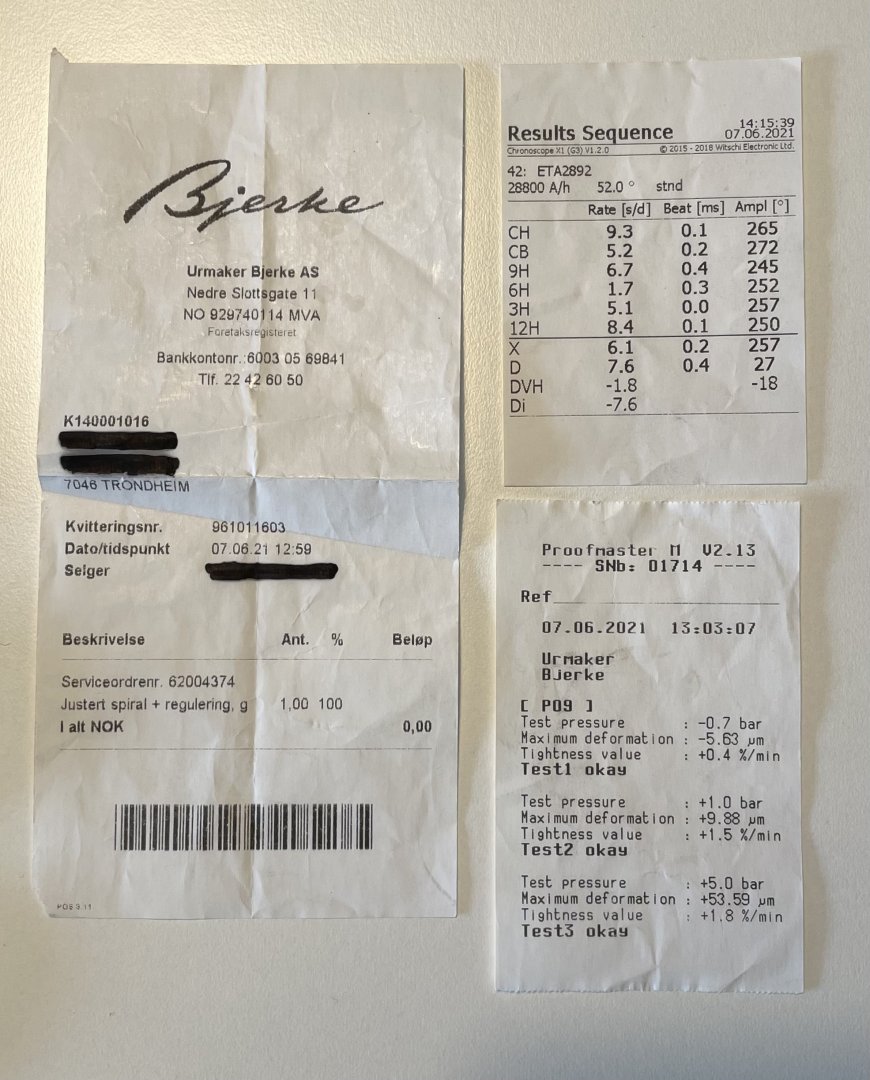 Bjerke
Urmaker Bjerke AS
Nedre Slottsgate 11
NO 929740114 MVA
Foretaksregisteret
Bankkontonr.:6003 05 69841
Tlf. 22 42 60 50
K140001016
7046 TRONDHEIM
Kvitteringsnr. 961011603
Dato/tidspunkt 07.06.21 12:59
Selger
Beskrivelse Ant. % Beløp
Serviceordrenr. 62004374
Justert spiral + regulering, g 1,00 100
I alt NOK 0,00
POS 3.11
14:15:39
Results Sequence 07.06.2021
Chronoscope X1 (G3) V1.2.0 © 2015 - 2018 Witschi Electronic Ltd.
42: ETA2892
28800 A/h 52.0 ° stnd
Rate [s/d] Beat [ms] Ampl [°]
CH 9.3 0.1 265
CB 5.2 0.2 272
9H 6.7 0.4 245
6H 1.7 0.3 252
3H 5.1 0.0 257
12H 8.4 0.1 250
X 6.1 0.2 257
D 7.6 0.4 27
DVH -1.8 -18
Di -7.6
Proofmaster M V2.13
---- SNb: 01714 ----
Ref
07.06.2021 13:03:07
Urmaker
BJerke
[ P09 ]
Test pressure : -0.7 bar
Maximum deformation : -5.63 µm
Tightness value : +0.4 %/min
Test1 okay
Test pressure : +1.0 bar
Maximum deformation : +9.88 µm
Tightness value : +1.5 %/min
Test2 okay
Test pressure : +5.0 bar
Maximum deformation : +53.59 µm
Tightness value : +1.8 %/min
Test3 okay